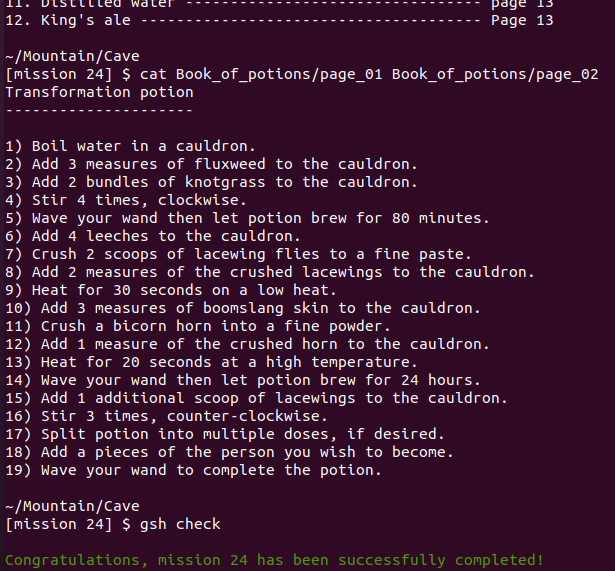 11. Distilled water --------------------------------- page 13
12. King's ale -------------------------------------- Page 13
~/Mountain/Cave
[mission 24] $ cat Book_of_potions/page_01 Book_of_potions/page_02
Transformation potion
---------------------
1) Boil water in a cauldron.
2) Add 3 measures of fluxweed to the cauldron.
3) Add 2 bundles of knotgrass to the cauldron.
4) Stir 4 times, clockwise.
5) Wave your wand then let potion brew for 80 minutes.
6) Add 4 leeches to the cauldron.
7) Crush 2 scoops of lacewing flies to a fine paste.
8) Add 2 measures of the crushed lacewings to the cauldron.
9) Heat for 30 seconds on a low heat.
10) Add 3 measures of boomslang skin to the cauldron.
11) Crush a bicorn horn into a fine powder.
12) Add 1 measure of the crushed horn to the cauldron.
13) Heat for 20 seconds at a high temperature.
14) Wave your wand then let potion brew for 24 hours.
15) Add 1 additional scoop of lacewings to the cauldron.
16) Stir 3 times, counter-clockwise.
17) Split potion into multiple doses, if desired.
18) Add a pieces of the person you wish to become.
19) Wave your wand to complete the potion.
~/Mountain/Cave
[mission 24] $ gsh check
Congratulations, mission 24 has been successfully completed!